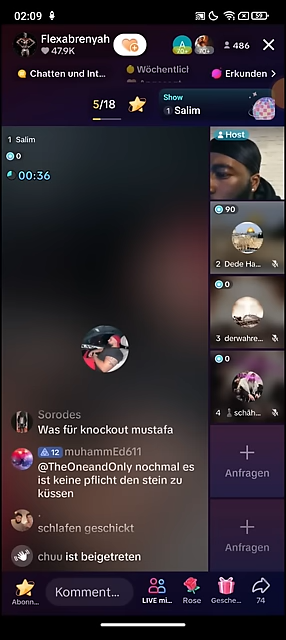 02:09
59
Flexabrenyah
47.9K
486
Chatten und Int...
Wöchentlich
Erkunden
5/18
Show
1 Salim
1 Salim
0
00:36
Host
90
2 Dede Ha...
0
3 derwahre...
0
4 schäh...
Sorodes
Was für knockout mustafa
12 muhammEd611
@TheOneandOnly nochmal es
ist keine pflicht den stein zu
küssen
.
schlafen geschickt
chuu ist beigetreten
Anfragen
Anfragen
Abonn...
Komment...
LIVE mi...
Rose
Gesche...
74